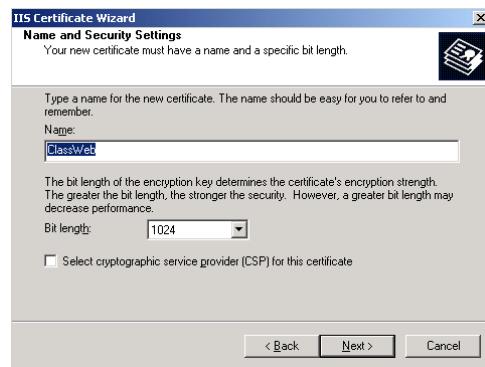 IIS Certificate Wizard
Name and Security Settings
Your new certificate must have a name and a specific bit length.
Type a name for the new certificate. The name should be easy for you to refer to and
remember.
Name:
ClassWeb
The bit length of the encryption key determines the certificate's encryption strength.
The greater the bit length, the stronger the security. However, a greater bit length may
decrease performance.
Bit length: 1024
Select cryptographic service provider (CSP) for this certificate
< Back Next > Cancel